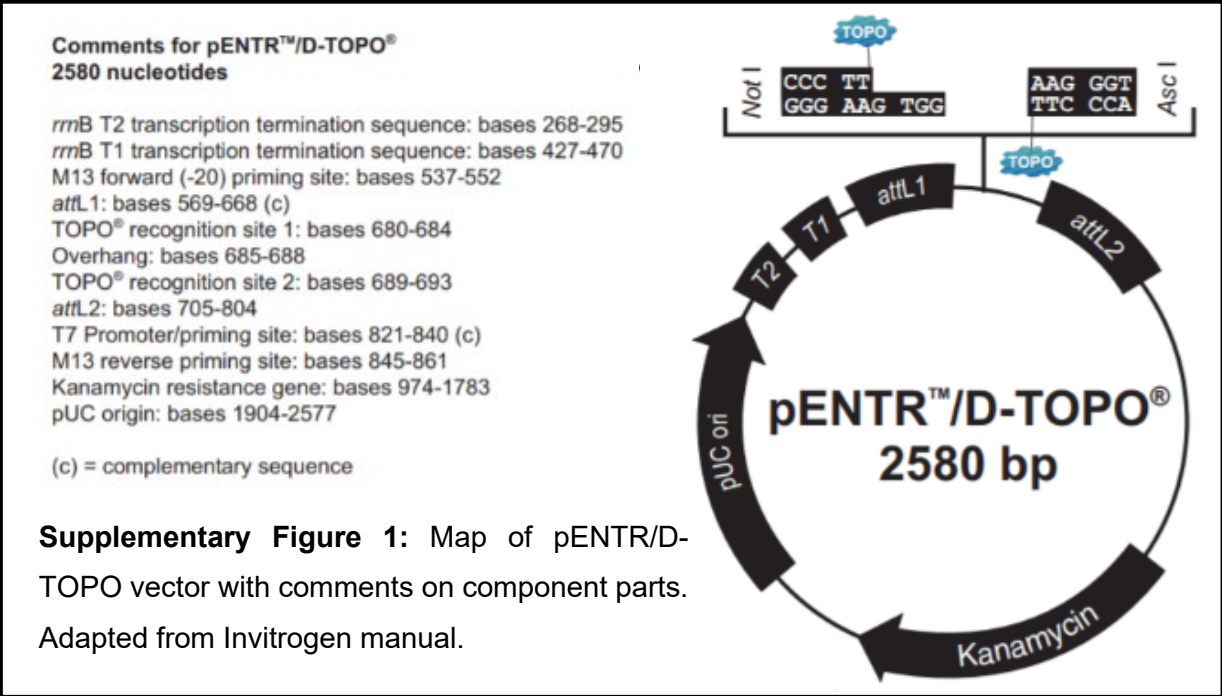 Comments for pENTR™/D-TOPO®
2580 nucleotides
rrnB T2 transcription termination sequence: bases 268-295
rrnB T1 transcription termination sequence: bases 427-470
M13 forward (-20) priming site: bases 537-552
attL1: bases 569-668 (c)
TOPO® recognition site 1: bases 680-684
Overhang: bases 685-688
TOPO® recognition site 2: bases 689-693
attL2: bases 705-804
T7 Promoter/priming site: bases 821-840 (c)
M13 reverse priming site: bases 845-861
Kanamycin resistance gene: bases 974-1783
pUC origin: bases 1904-2577
(c) = complementary sequence
Supplementary Figure 1: Map of pENTR/D-
TOPO vector with comments on component parts.
Adapted from Invitrogen manual.
TOPO
Not I
CCC TT
GGG AAG TGG
AAG GGT
TTC CCA
Asc I
TOPO
attL1
attL2
T1
T2
pUC ori
pENTR™/D-TOPO®
2580 bp
Kanamycin